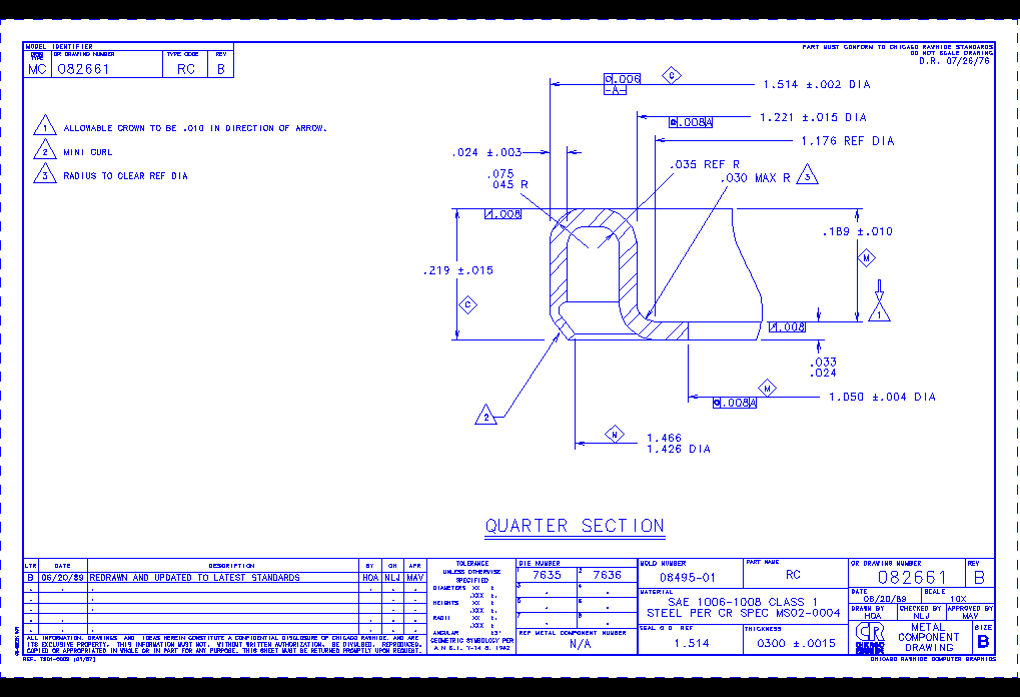 MODEL IDENTIFIER
CR DRAWING NUMBER
TYPE CODE
REV
MC 082661 RC B
PART MUST CONFORM TO CHICAGO RAWHIDE STANDARDS
DO NOT SCALE DRAWING
D.R. 07/26/76
1 ALLOWABLE CROWN TO BE .010 IN DIRECTION OF ARROW.
2 MINI CURL
3 RADIUS TO CLEAR REF DIA
.006
-A-
C
1.514 ±.002 DIA
1.221 ±.015 DIA
.008 A
1.176 REF DIA
.024 ±.003
.035 REF R
.030 MAX R 3
.075
.045 R
.008
.189 ±.010
M
.219 ±.015
C
1
.008
.033
.024
M
1.050 ±.004 DIA
.008 A
2
N
1.466
1.426 DIA
QUARTER SECTION
LTR DATE DESCRIPTION BY CH APR
B 06/20/89 REDRAWN AND UPDATED TO LATEST STANDARDS HOA NLJ MAV
ALL INFORMATION, DRAWINGS AND IDEAS HEREIN CONSTITUTE A CONFIDENTIAL DISCLOSURE OF CHICAGO RAWHIDE, AND ARE
ITS EXCLUSIVE PROPERTY. THIS INFORMATION MUST NOT, WITHOUT WRITTEN AUTHORIZATION, BE DIVULGED, REPRODUCED,
COPIED OR APPROPRIATED IN WHOLE OR IN PART FOR ANY PURPOSE. THIS SHEET MUST BE RETURNED PROMPTLY UPON REQUEST.
TOLERANCE
UNLESS OTHERWISE
SPECIFIED
DIAMETERS .XX ±.
.XXX ±.
HEIGHTS .XX ±
.XXX ±.
RADII .XX ±
.XXX ±
ANGULAR ±3°
GEOMETRIC SYMBOLOGY PER
A.N.S.I. Y-14.5, 1982
DIE NUMBER
1 7635 2 7636
3 4
5 6
7 8
REF METAL COMPONENT NUMBER
N/A
MOLD NUMBER
08495-01
PART NAME
RC
MATERIAL
SAE 1006-1008 CLASS 1
STEEL PER CR SPEC MS02-0004
SEAL O.D. REF
1.514
THICKNESS
.0300 ±.0015
CR DRAWING NUMBER
082661
REV
B
DATE
06/20/89
SCALE
10X
DRAWN BY
HOA
CHECKED BY
NLJ
APPROVED BY
MAV
CR
CHICAGO
RAWHIDE
METAL
COMPONENT
DRAWING
SIZE
B
CHICAGO RAWHIDE COMPUTER GRAPHICS